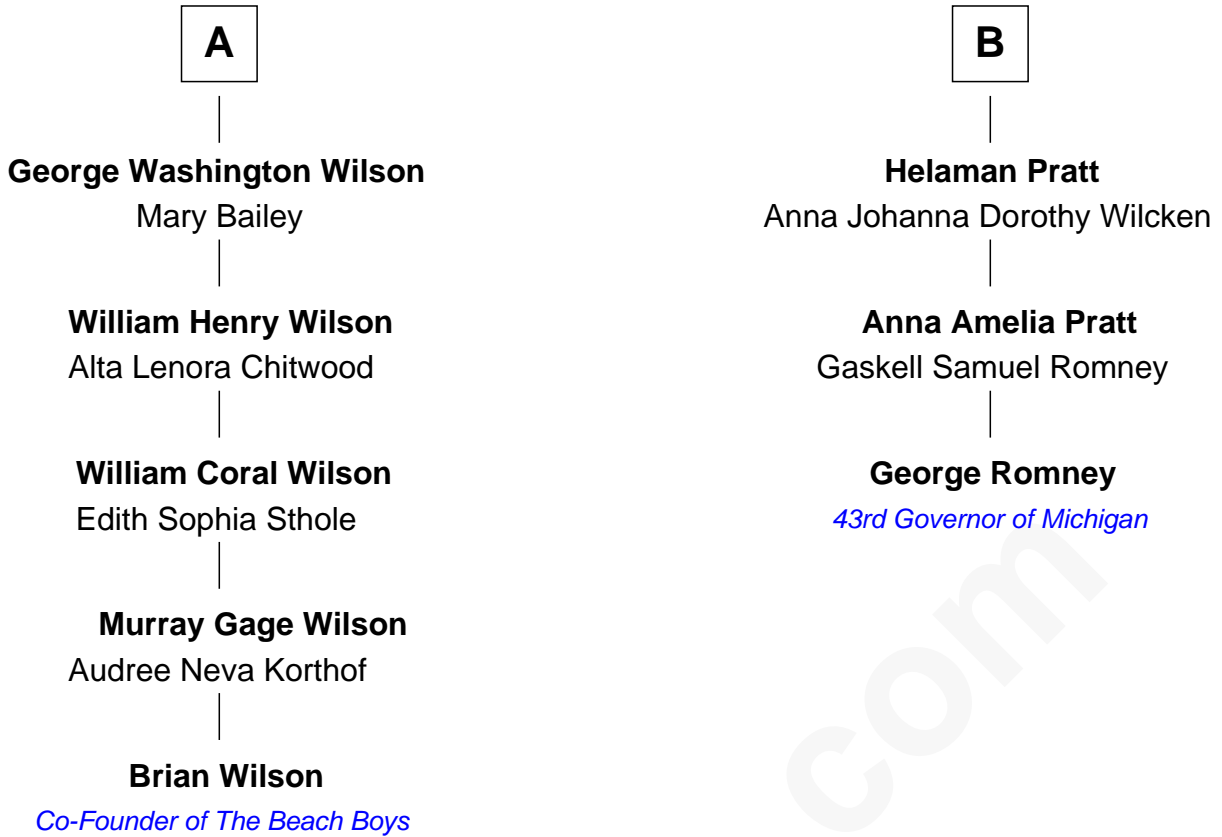 A
George Washington Wilson
Mary Bailey
William Henry Wilson
Alta Lenora Chitwood
William Coral Wilson
Edith Sophia Sthole
Murray Gage Wilson
Audree Neva Korthof
Brian Wilson
Co-Founder of The Beach Boys
B
Helaman Pratt
Anna Johanna Dorothy Wilcken
Anna Amelia Pratt
Gaskell Samuel Romney
George Romney
43rd Governor of Michigan
com